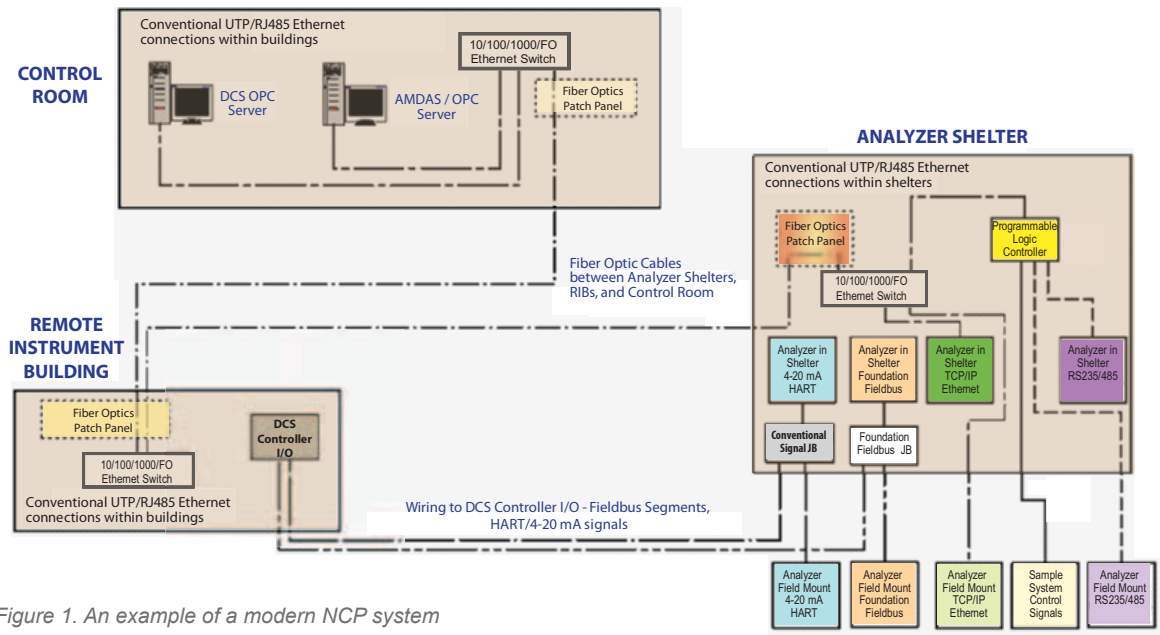 Conventional UTP/RJ485 Ethernet
connections within buildings
10/100/1000/FO
Ethernet Switch
CONTROL
ROOM
DCS OPC
Server
AMDAS / OPC
Server
Fiber Optics
Patch Panel
ANALYZER SHELTER
Conventional UTP/RJ485 Ethernet
connections within shelters
Fiber Optics
Patch Panel
Programmable
Logic
Controller
10/100/1000/FO
Ethernet Switch
Fiber Optic Cables
between Analyzer Shelters,
RIBs, and Control Room
REMOTE
INSTRUMENT
BUILDING
Fiber Optics
Patch Panel
DCS
Controller
I/O
10/100/1000/FO
Ethernet Switch
Conventional UTP/RJ485 Ethernet
connections within buildings
Analyzer in
Shelter
4-20 mA
HART
Analyzer in
Shelter
Foundation
Fieldbus
Analyzer in
Shelter
TCP/IP
Ethernet
Analyzer in
Shelter
RS235/485
Conventional
Signal JB
Foundation
Fieldbus JB
Wiring to DCS Controller I/O - Fieldbus Segments,
HART/4-20 mA signals
Analyzer
Field Mount
4-20 mA
HART
Analyzer
Field Mount
Foundation
Fieldbus
Analyzer
Field Mount
TCP/IP
Ethernet
Sample
System
Control
Signals
Analyzer
Field Mount
RS235/485
Figure 1. An example of a modern NCP system